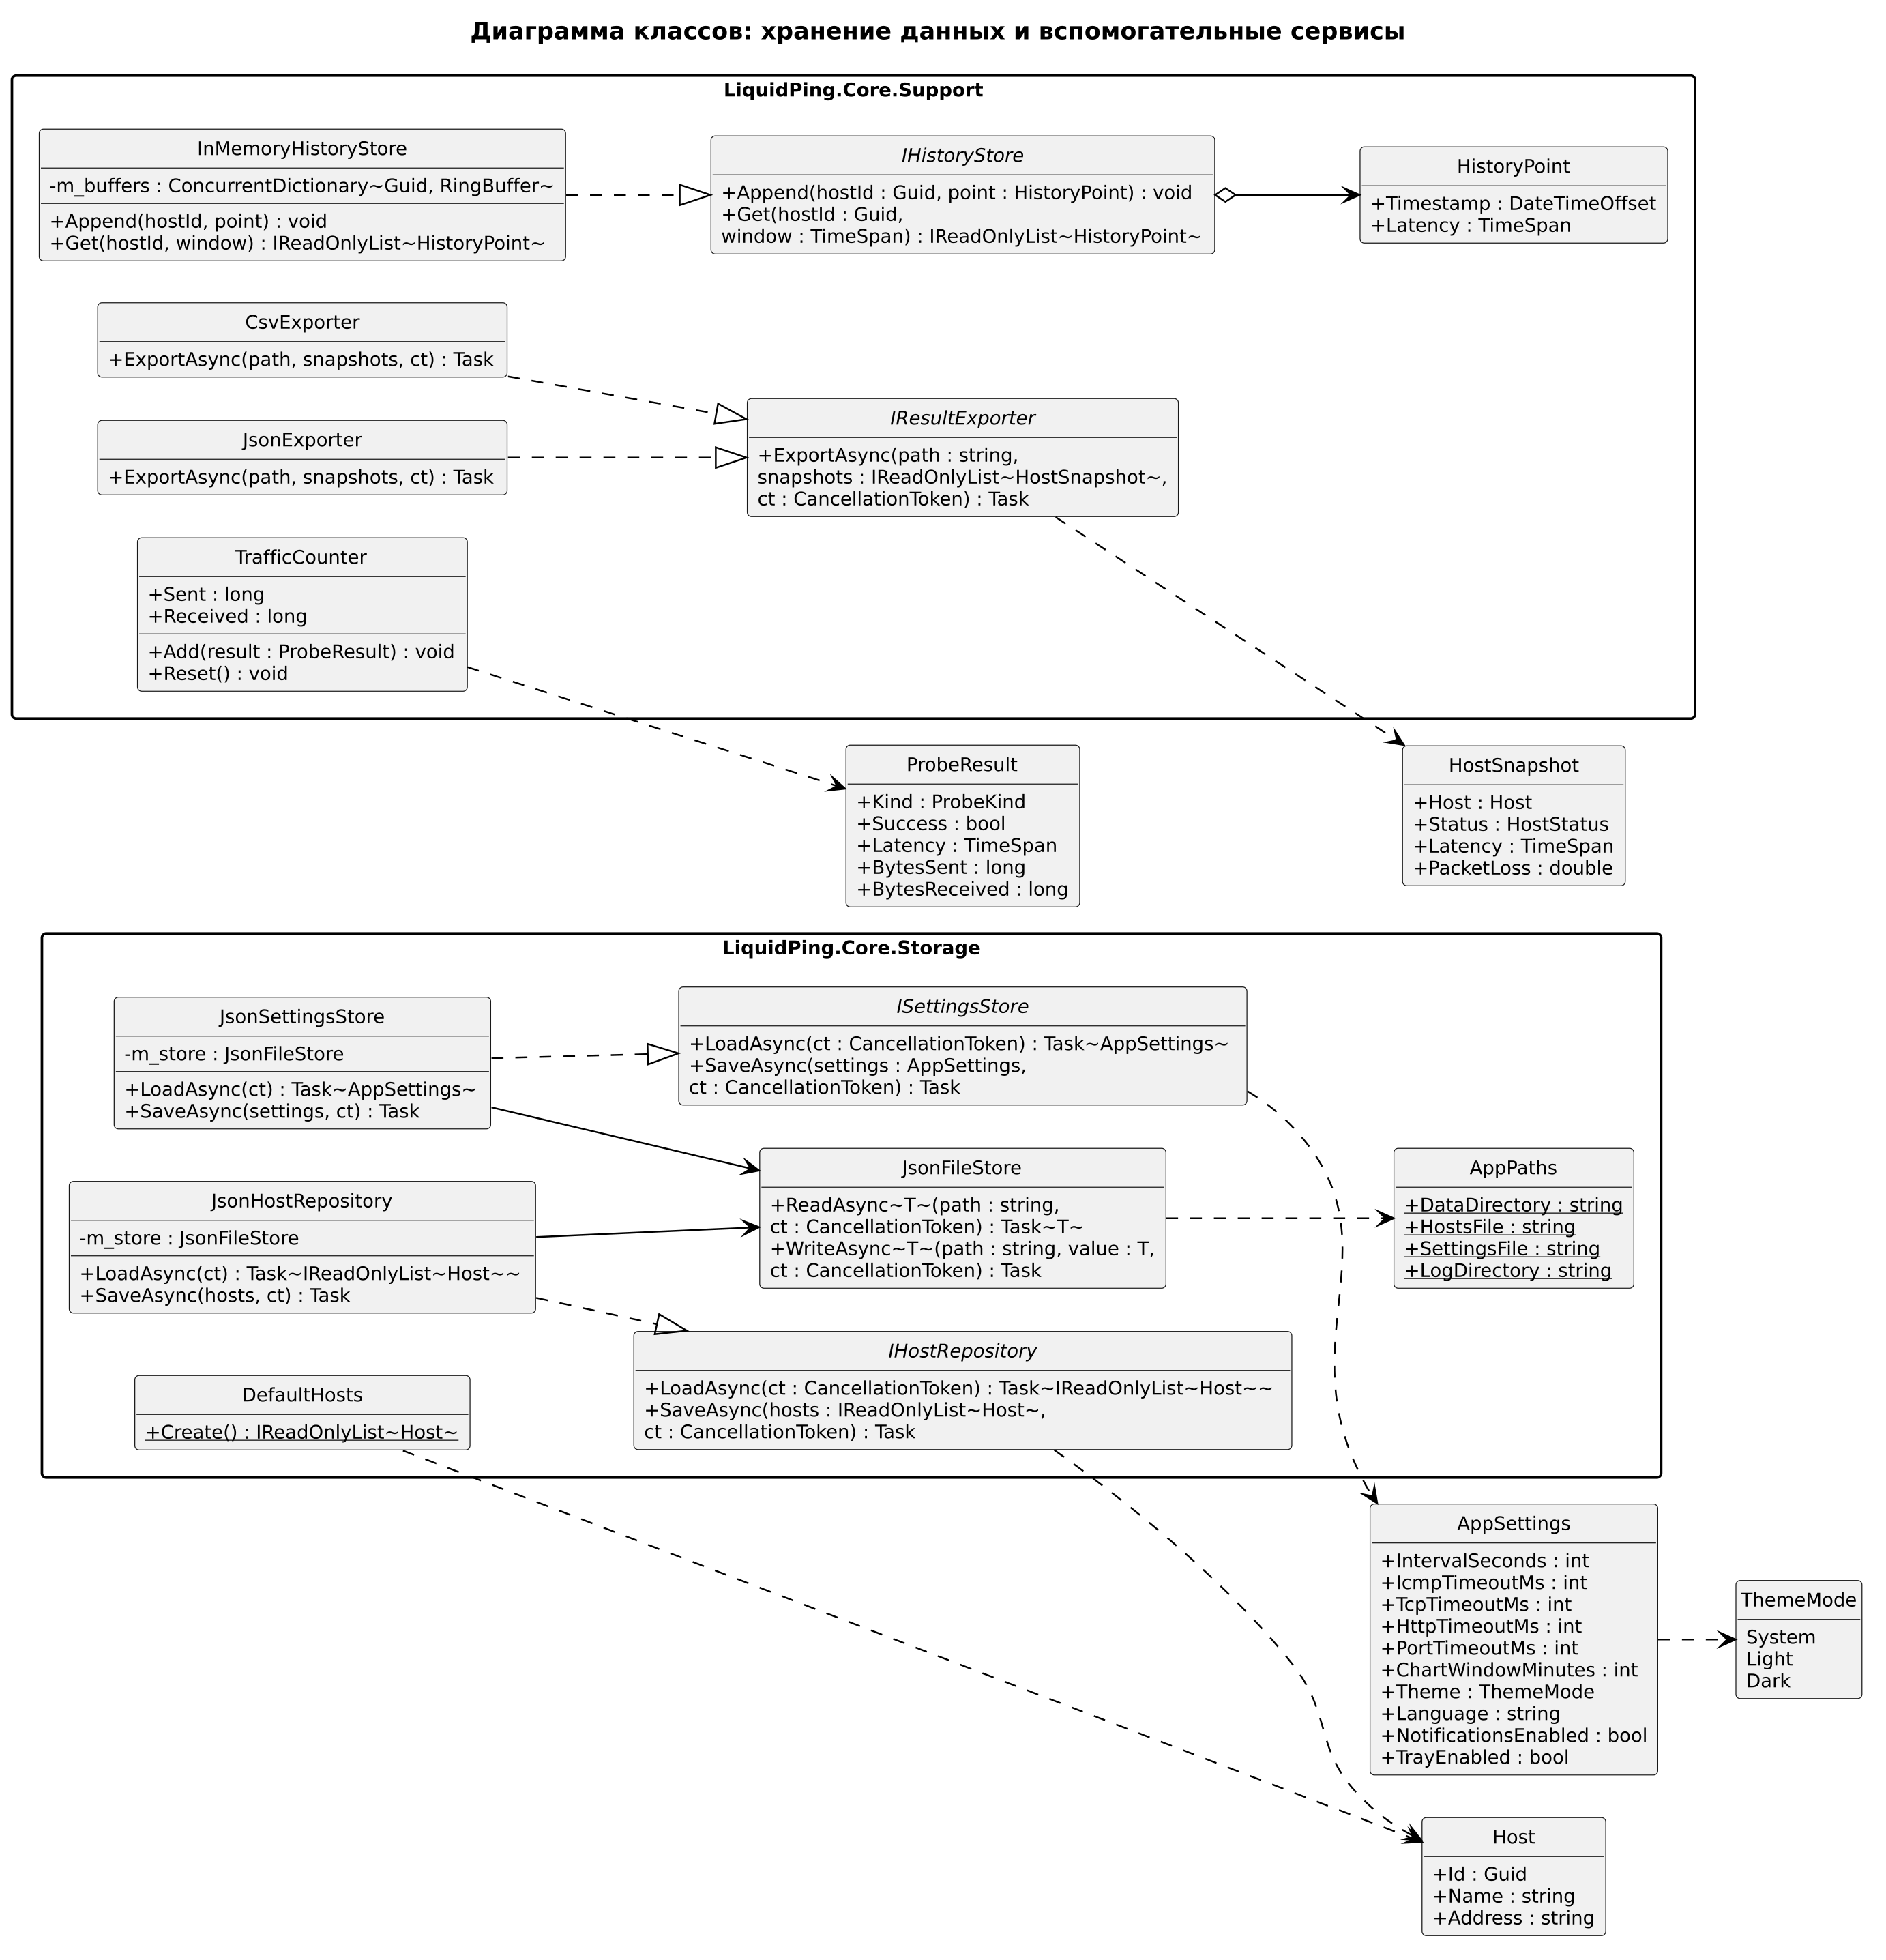 Диаграмма классов: хранение данных и вспомогательные сервисы
LiquidPing.Core.Support
InMemoryHistoryStore
-m_buffers : ConcurrentDictionary~Guid, RingBuffer~
+Append(hostId, point) : void
+Get(hostId, window) : IReadOnlyList~HistoryPoint~
IHistoryStore
+Append(hostId : Guid, point : HistoryPoint) : void
+Get(hostId : Guid,
window : TimeSpan) : IReadOnlyList~HistoryPoint~
HistoryPoint
+Timestamp : DateTimeOffset
+Latency : TimeSpan
CsvExporter
+ExportAsync(path, snapshots, ct) : Task
JsonExporter
+ExportAsync(path, snapshots, ct) : Task
IResultExporter
+ExportAsync(path : string,
snapshots : IReadOnlyList~HostSnapshot~,
ct : CancellationToken) : Task
TrafficCounter
+Sent : long
+Received : long
+Add(result : ProbeResult) : void
+Reset() : void
ProbeResult
+Kind : ProbeKind
+Success : bool
+Latency : TimeSpan
+BytesSent : long
+BytesReceived : long
HostSnapshot
+Host : Host
+Status : HostStatus
+Latency : TimeSpan
+PacketLoss : double
LiquidPing.Core.Storage
JsonSettingsStore
-m_store : JsonFileStore
+LoadAsync(ct) : Task~AppSettings~
+SaveAsync(settings, ct) : Task
ISettingsStore
+LoadAsync(ct : CancellationToken) : Task~AppSettings~
+SaveAsync(settings : AppSettings,
ct : CancellationToken) : Task
JsonHostRepository
-m_store : JsonFileStore
+LoadAsync(ct) : Task~IReadOnlyList~Host~~
+SaveAsync(hosts, ct) : Task
JsonFileStore
+ReadAsync~T~(path : string,
ct : CancellationToken) : Task~T~
+WriteAsync~T~(path : string, value : T,
ct : CancellationToken) : Task
AppPaths
+DataDirectory : string
+HostsFile : string
+SettingsFile : string
+LogDirectory : string
DefaultHosts
+Create() : IReadOnlyList~Host~
IHostRepository
+LoadAsync(ct : CancellationToken) : Task~IReadOnlyList~Host~~
+SaveAsync(hosts : IReadOnlyList~Host~,
ct : CancellationToken) : Task
AppSettings
+IntervalSeconds : int
+IcmpTimeoutMs : int
+TcpTimeoutMs : int
+HttpTimeoutMs : int
+PortTimeoutMs : int
+ChartWindowMinutes : int
+Theme : ThemeMode
+Language : string
+NotificationsEnabled : bool
+TrayEnabled : bool
ThemeMode
System
Light
Dark
Host
+Id : Guid
+Name : string
+Address : string